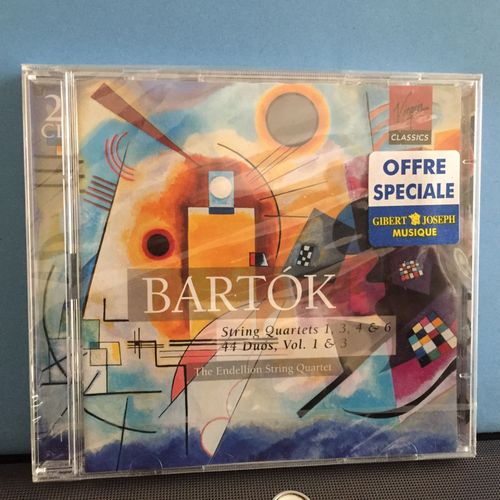 2
CD
Virgin
CLASSICS
OFFRE
SPECIALE
GIBERT JOSEPH
MUSIQUE
BARTÓK
String Quartets 1, 3, 4 & 6
44 Duos, Vol. 1 & 3
The Endellion String Quartet